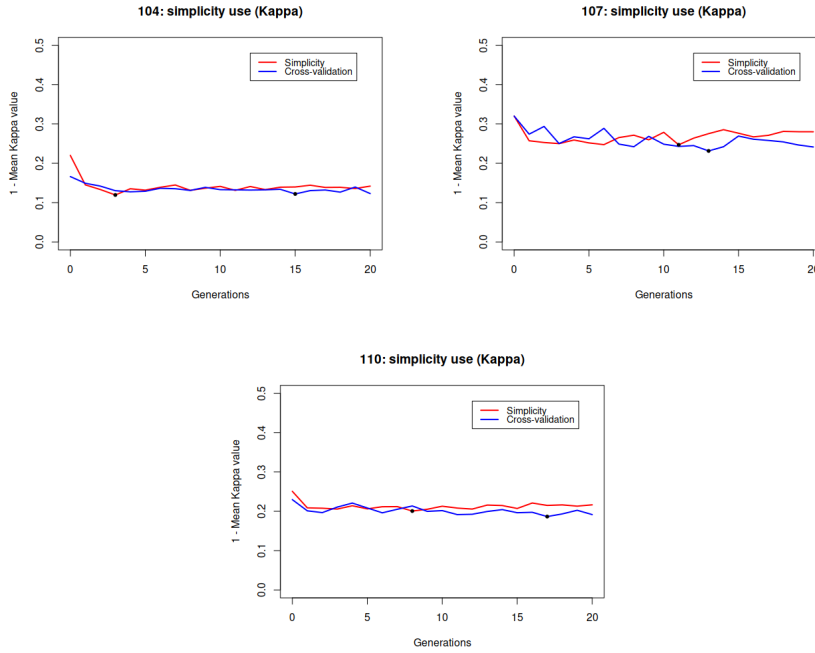 104: simplicity use (Kappa)
1 - Mean Kappa value
0.0 0.1 0.2 0.3 0.4 0.5
Simplicity
Cross-validation
0 5 10 15 20
Generations
107: simplicity use (Kappa)
1 - Mean Kappa value
0.0 0.1 0.2 0.3 0.4 0.5
Simplicity
Cross-validation
0 5 10 15 20
Generations
110: simplicity use (Kappa)
1 - Mean Kappa value
0.0 0.1 0.2 0.3 0.4 0.5
Simplicity
Cross-validation
0 5 10 15 20
Generations